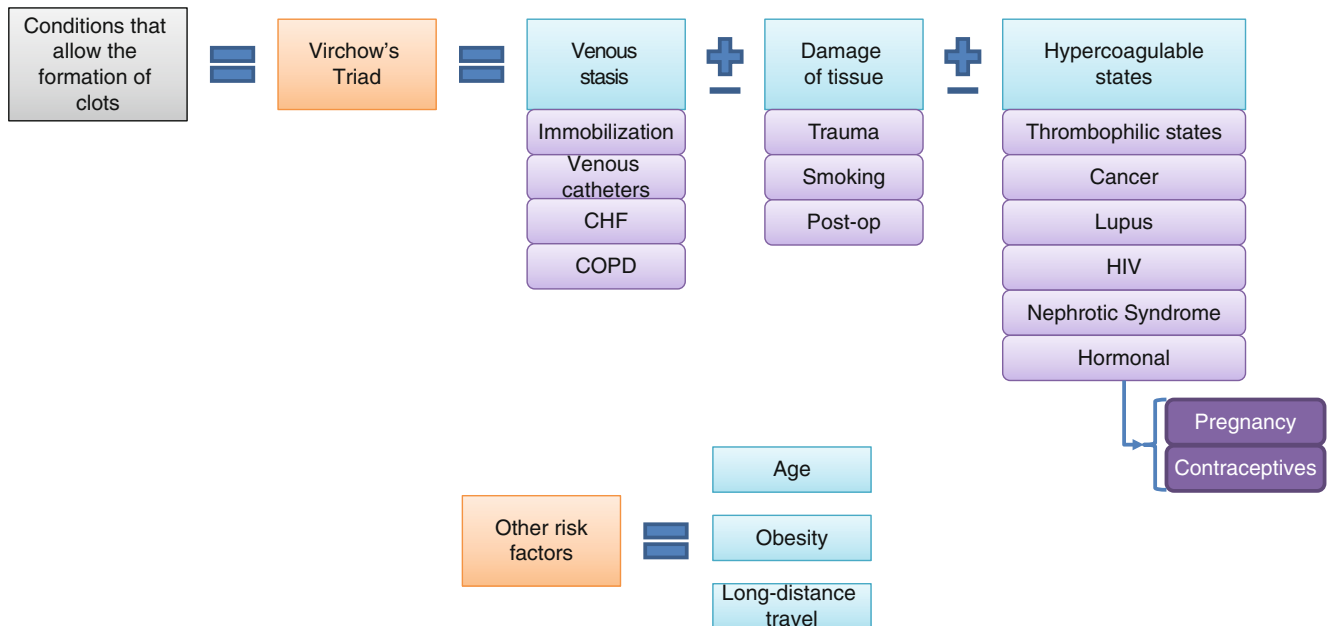 Conditions that
allow the
formation of
clots
Virchow's
Triad
Venous
stasis
Immobilization
Venous
catheters
CHF
COPD
Damage
of tissue
Trauma
Smoking
Post-op
Hypercoagulable
states
Thrombophilic states
Cancer
Lupus
HIV
Nephrotic Syndrome
Hormonal
Pregnancy
Contraceptives
Other risk
factors
Age
Obesity
Long-distance
travel